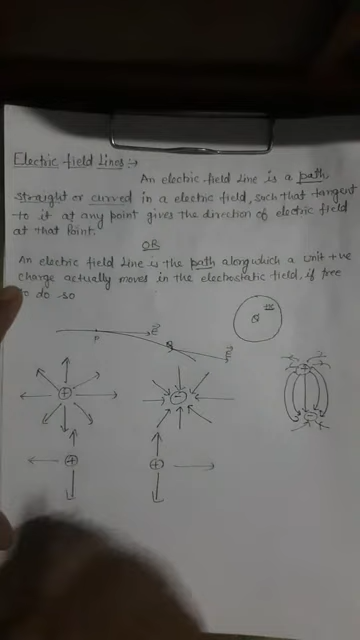 Electric field Lines :→
An electric field Line is a path
straight or curved in a electric field, such that tangent
to it at any point gives the direction of electric field
at that Point.
OR
An electric field Line is the path along which a unit +ve
charge actually moves in the electrostatic field, if free
to do so
P
E
E
+
-
+
-
+
+